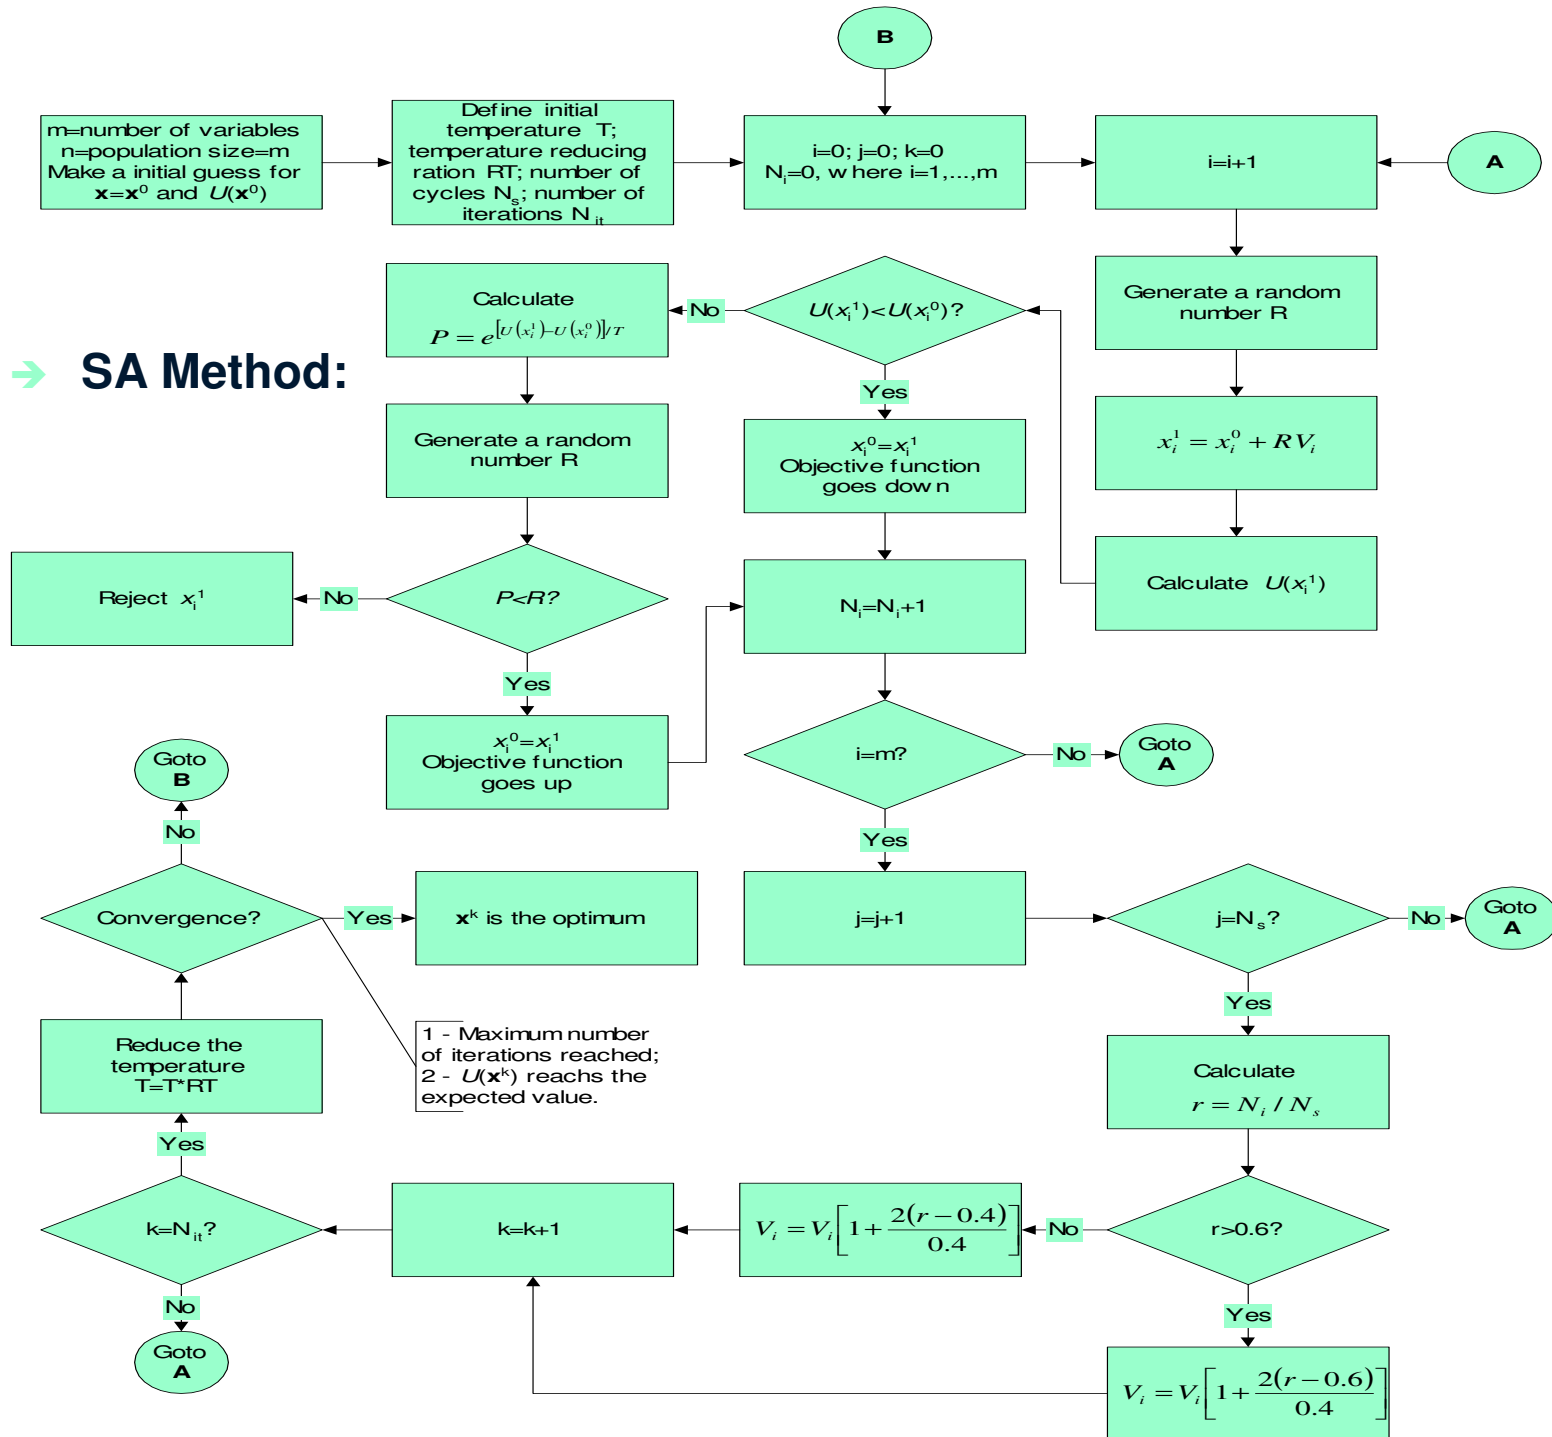 B
m=number of variables
n=population size=m
Make a initial guess for
x=x⁰ and U(x⁰)
Define initial
temperature T;
temperature reducing
ration RT; number of
cycles Nₛ; number of
iterations N_it
i=0; j=0; k=0
Nᵢ=0, where i=1,...,m
i=i+1
A
Generate a random
number R
xᵢ¹ = xᵢ⁰ + RVᵢ
Calculate U(xᵢ¹)
U(xᵢ¹)<U(xᵢ⁰)?
No
Calculate
P = e^{[U(xᵢ¹)−U(xᵢ⁰)]/T}
Yes
→ SA Method:
Generate a random
number R
xᵢ⁰=xᵢ¹
Objective function
goes down
P<R?
No
Reject xᵢ¹
Nᵢ=Nᵢ+1
Yes
xᵢ⁰=xᵢ¹
Objective function
goes up
i=m?
No
Goto
A
Yes
j=j+1
j=Nₛ?
No
Goto
A
Yes
Calculate
r = Nᵢ / Nₛ
r>0.6?
No
Vᵢ = Vᵢ[1 + 2(r − 0.4)/0.4]
Yes
Vᵢ = Vᵢ[1 + 2(r − 0.6)/0.4]
k=k+1
k=N_it?
No
Goto
A
Yes
Reduce the
temperature
T=T*RT
Convergence?
No
Goto
B
Yes
xᵏ is the optimum
1 - Maximum number
of iterations reached;
2 - U(xᵏ) reachs the
expected value.